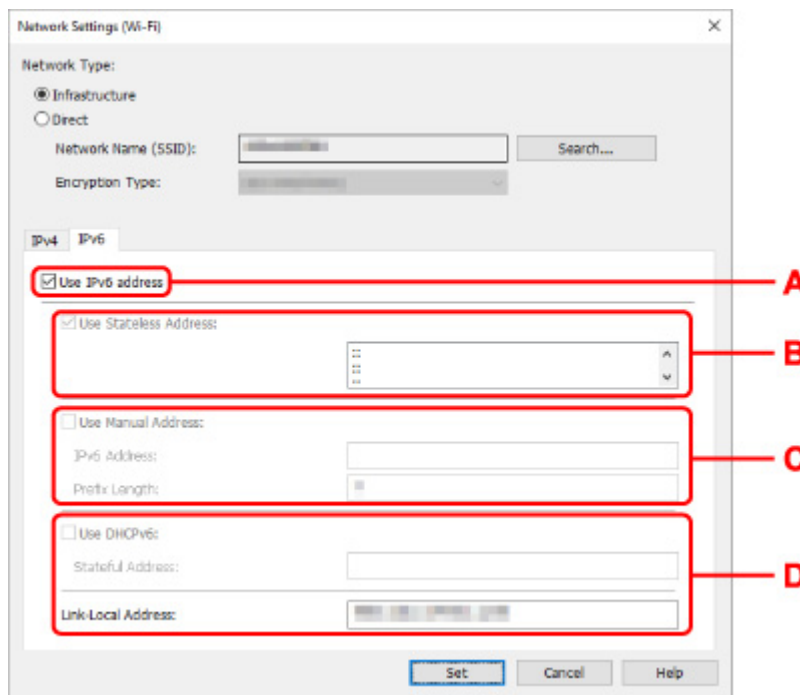 Network Settings (Wi-Fi)
Network Type:
Infrastructure
Direct
Network Name (SSID):
Search...
Encryption Type:
IPv4 IPv6
Use IPv6 address
A
Use Stateless Address:
::
::
::
B
Use Manual Address:
IPv6 Address:
Prefix Length:
C
Use DHCPv6:
Stateful Address:
D
Link-Local Address:
Set Cancel Help